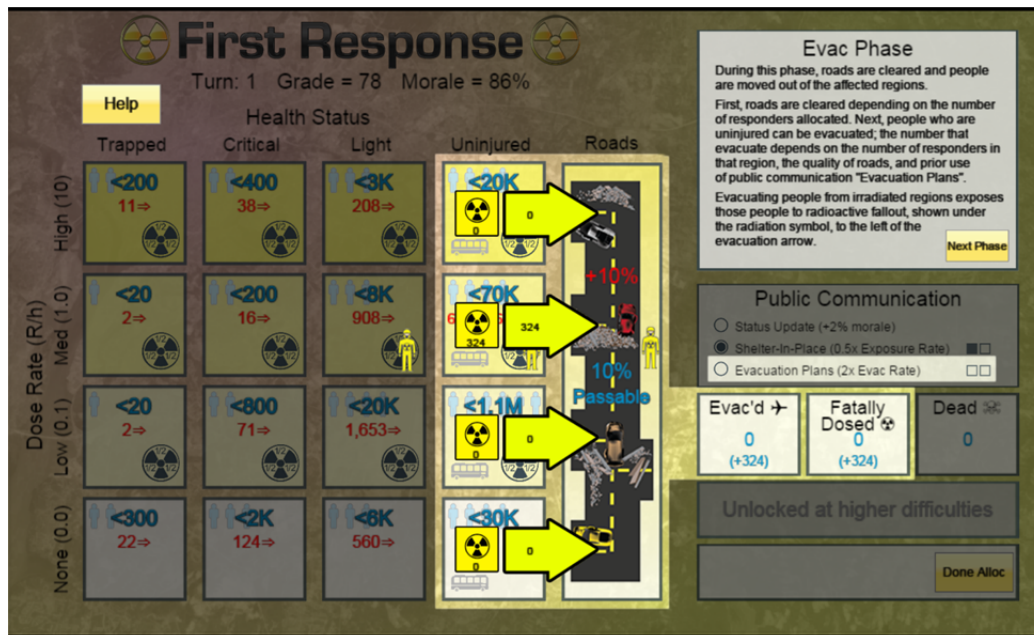 First Response
Turn: 1 Grade = 78 Morale = 86%
Help
Health Status
Trapped Critical Light Uninjured Roads
Dose Rate (R/h)
High (10)
<200 <400 <3K <20K
11⇒ 38⇒ 208⇒ 0 0
+10%
Med (1.0)
<20 <200 <8K <70K
2⇒ 16⇒ 908⇒ 324 324
10%
Passable
Low (0.1)
<20 <800 <20K <1.1M
2⇒ 71⇒ 1,653⇒ 0 0
None (0.0)
<300 <2K <6K <30K
22⇒ 124⇒ 560⇒ 0 0
Evac Phase
During this phase, roads are cleared and people
are moved out of the affected regions.
First, roads are cleared depending on the number
of responders allocated. Next, people who are
uninjured can be evacuated; the number that
evacuate depends on the number of responders in
that region, the quality of roads, and prior use
of public communication "Evacuation Plans".
Evacuating people from irradiated regions exposes
those people to radioactive fallout, shown under
the radiation symbol, to the left of the
evacuation arrow.
Next Phase
Public Communication
Status Update (+2% morale)
Shelter-In-Place (0.5x Exposure Rate)
Evacuation Plans (2x Evac Rate)
Evac'd
0
(+324)
Fatally
Dosed
0
(+324)
Dead
0
Unlocked at higher difficulties
Done Alloc